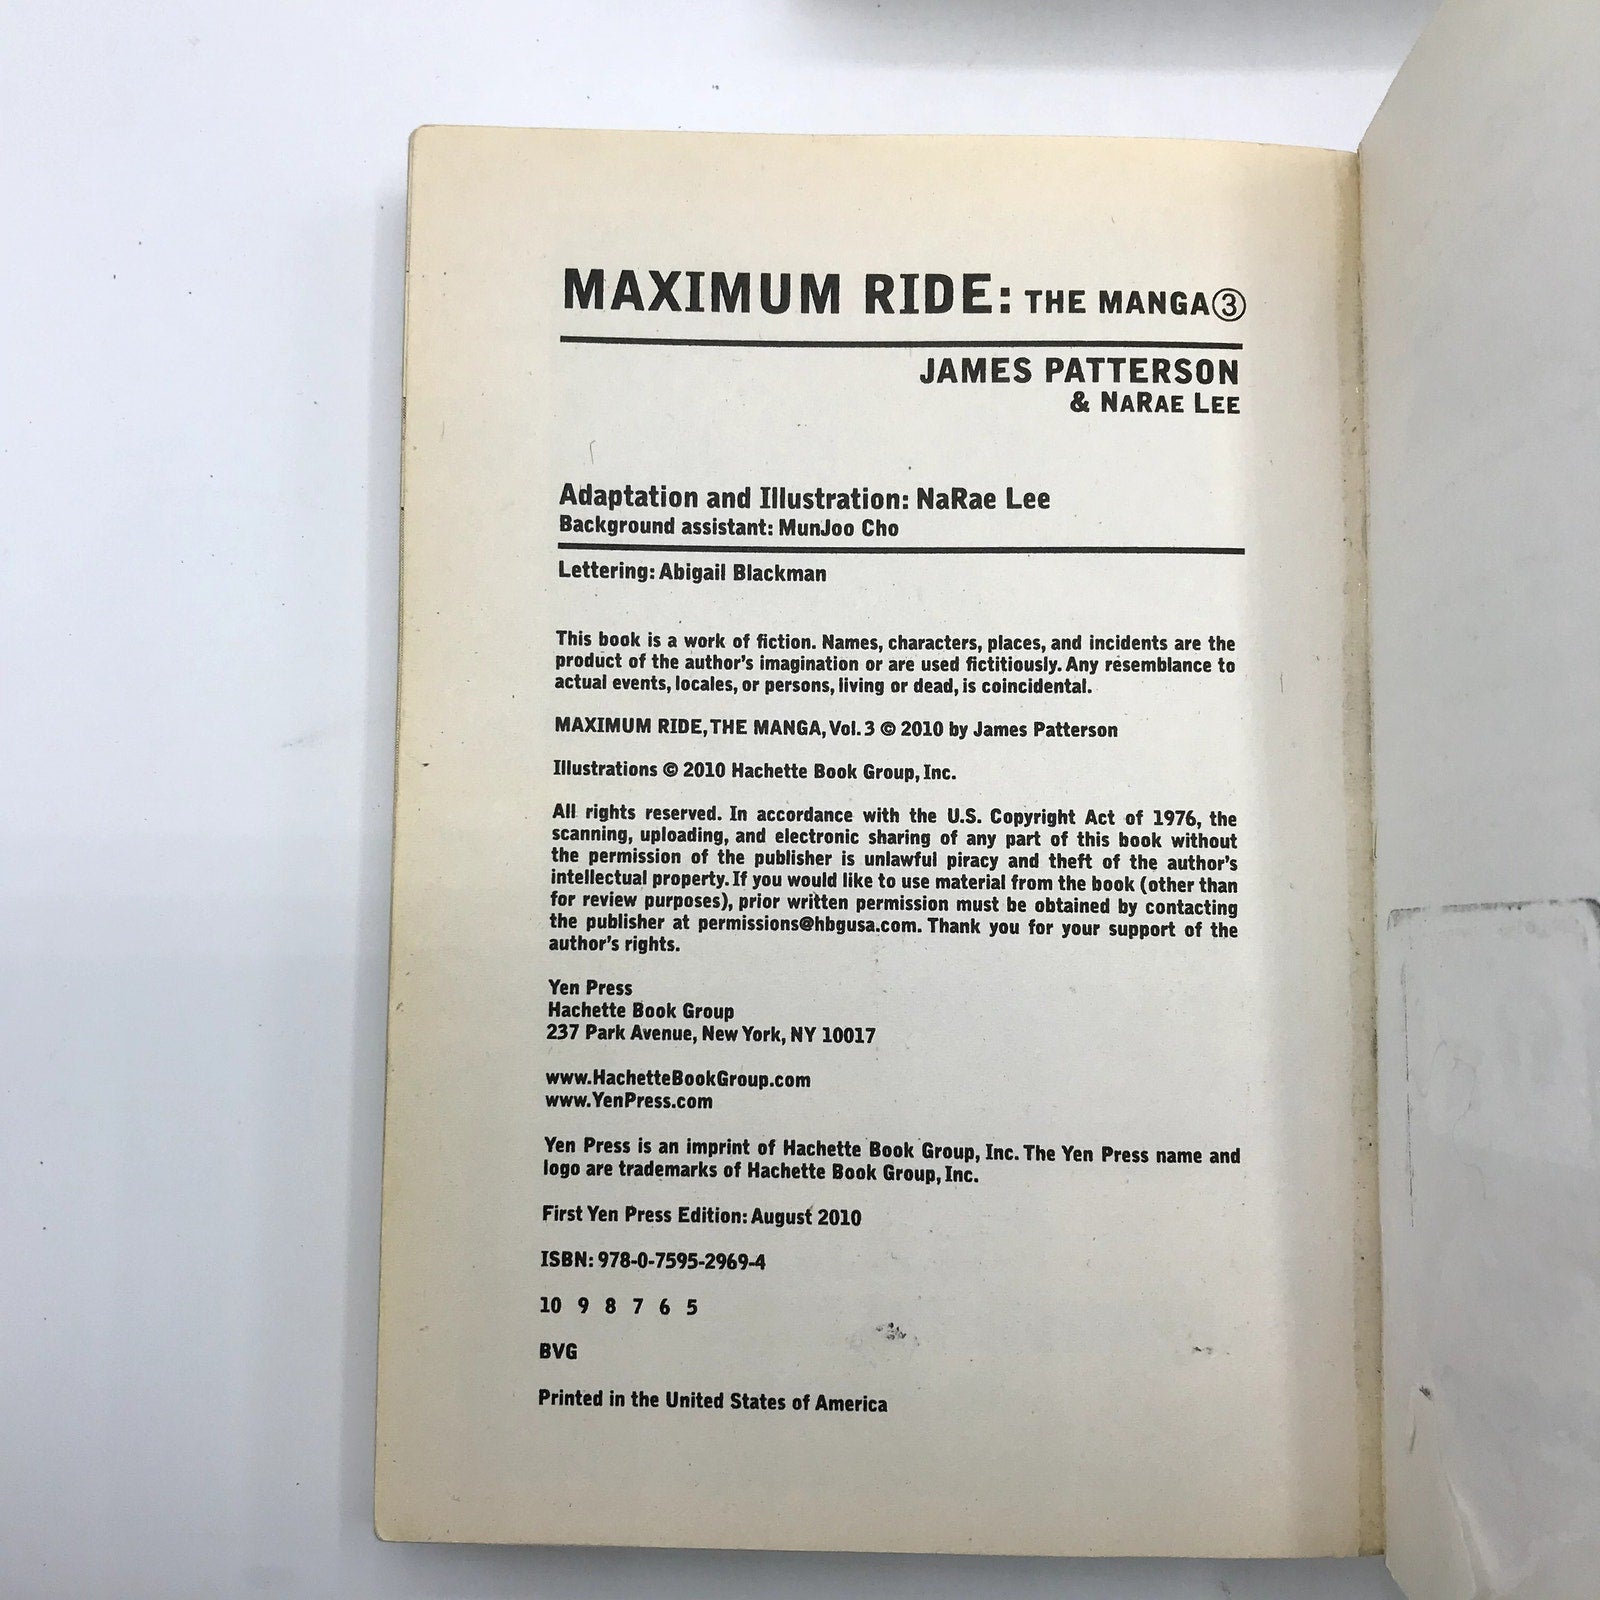 MAXIMUM RIDE: THE MANGA③
JAMES PATTERSON
& NARAE LEE
Adaptation and Illustration: NaRae Lee
Background assistant: MunJoo Cho
Lettering: Abigail Blackman
This book is a work of fiction. Names, characters, places, and incidents are the
product of the author's imagination or are used fictitiously. Any resemblance to
actual events, locales, or persons, living or dead, is coincidental.
MAXIMUM RIDE, THE MANGA, Vol. 3 © 2010 by James Patterson
Illustrations © 2010 Hachette Book Group, Inc.
All rights reserved. In accordance with the U.S. Copyright Act of 1976, the
scanning, uploading, and electronic sharing of any part of this book without
the permission of the publisher is unlawful piracy and theft of the author's
intellectual property. If you would like to use material from the book (other than
for review purposes), prior written permission must be obtained by contacting
the publisher at permissions@hbgusa.com. Thank you for your support of the
author's rights.
Yen Press
Hachette Book Group
237 Park Avenue, New York, NY 10017
www.HachetteBookGroup.com
www.YenPress.com
Yen Press is an imprint of Hachette Book Group, Inc. The Yen Press name and
logo are trademarks of Hachette Book Group, Inc.
First Yen Press Edition: August 2010
ISBN: 978-0-7595-2969-4
10 9 8 7 6 5
BVG
Printed in the United States of America